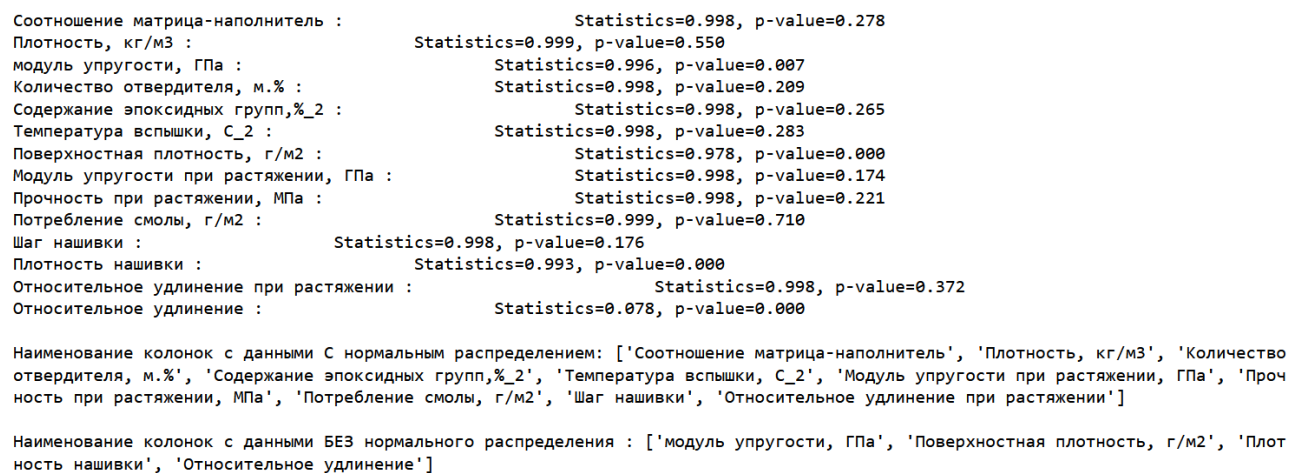 Соотношение матрица-наполнитель : Statistics=0.998, p-value=0.278
Плотность, кг/м3 : Statistics=0.999, p-value=0.550
модуль упругости, ГПа : Statistics=0.996, p-value=0.007
Количество отвердителя, м.% : Statistics=0.998, p-value=0.209
Содержание эпоксидных групп,%_2 : Statistics=0.998, p-value=0.265
Температура вспышки, С_2 : Statistics=0.998, p-value=0.283
Поверхностная плотность, г/м2 : Statistics=0.978, p-value=0.000
Модуль упругости при растяжении, ГПа : Statistics=0.998, p-value=0.174
Прочность при растяжении, МПа : Statistics=0.998, p-value=0.221
Потребление смолы, г/м2 : Statistics=0.999, p-value=0.710
Шаг нашивки : Statistics=0.998, p-value=0.176
Плотность нашивки : Statistics=0.993, p-value=0.000
Относительное удлинение при растяжении : Statistics=0.998, p-value=0.372
Относительное удлинение : Statistics=0.078, p-value=0.000
Наименование колонок с данными С нормальным распределением: ['Соотношение матрица-наполнитель', 'Плотность, кг/м3', 'Количество
отвердителя, м.%', 'Содержание эпоксидных групп,%_2', 'Температура вспышки, С_2', 'Модуль упругости при растяжении, ГПа', 'Проч
ность при растяжении, МПа', 'Потребление смолы, г/м2', 'Шаг нашивки', 'Относительное удлинение при растяжении']
Наименование колонок с данными БЕЗ нормального распределения : ['модуль упругости, ГПа', 'Поверхностная плотность, г/м2', 'Плот
ность нашивки', 'Относительное удлинение']